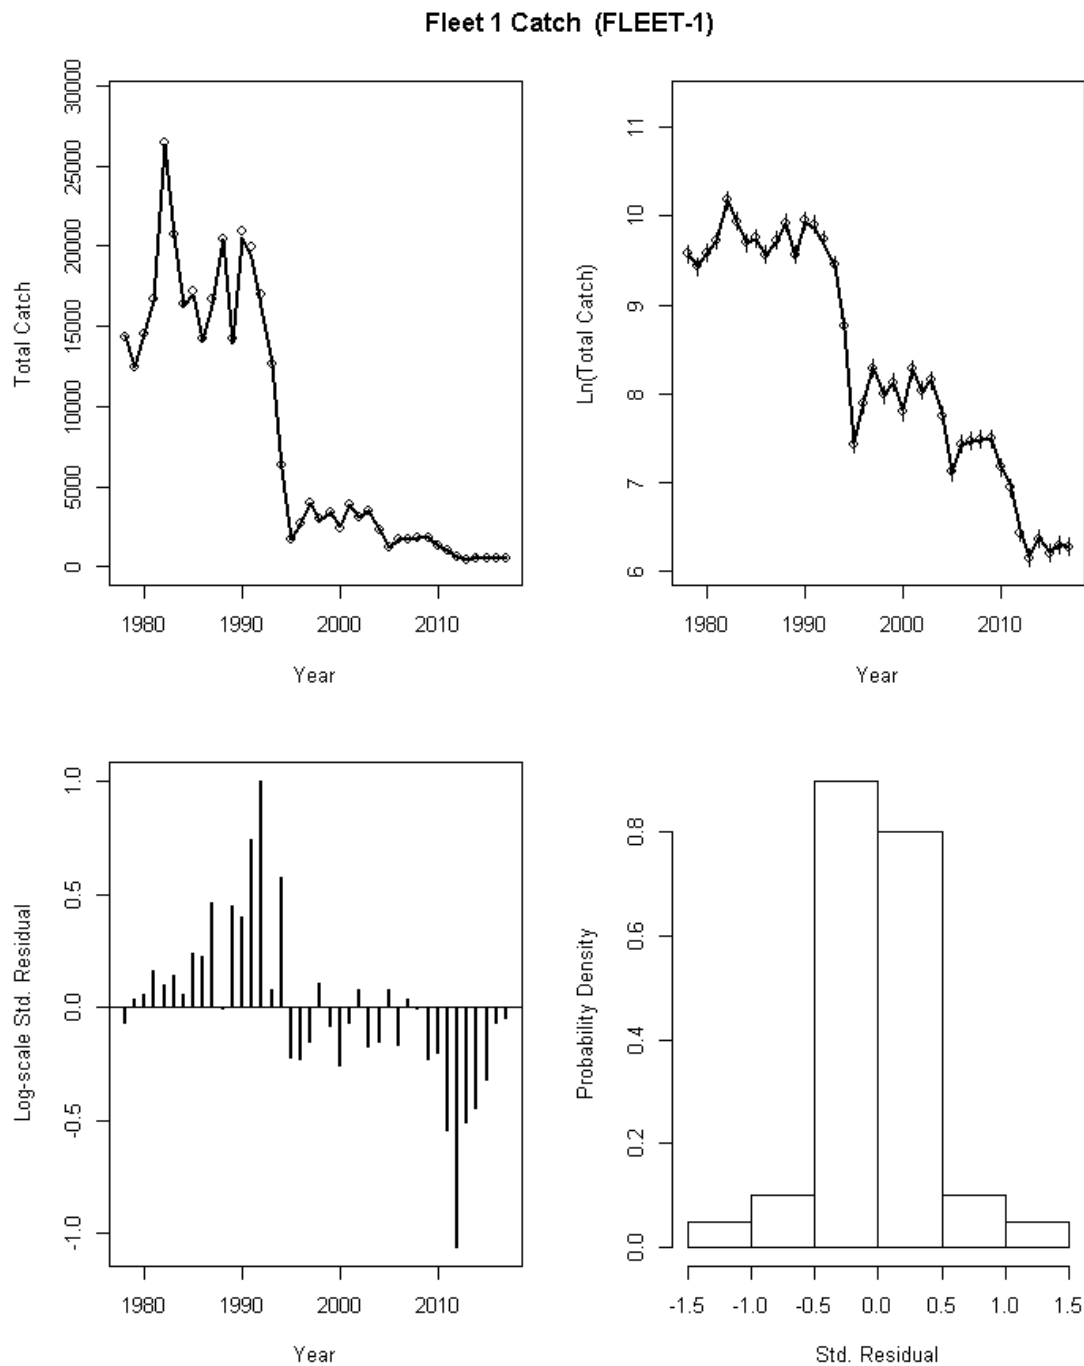 Fleet 1 Catch (FLEET-1)
Total Catch
30000
25000
20000
15000
10000
5000
0
1980 1990 2000 2010
Year
Ln(Total Catch)
11
10
9
8
7
6
1980 1990 2000 2010
Year
Log-scale Std. Residual
1.0
0.5
0.0
-0.5
-1.0
1980 1990 2000 2010
Year
Probability Density
0.8
0.6
0.4
0.2
0.0
-1.5 -1.0 -0.5 0.0 0.5 1.0 1.5
Std. Residual